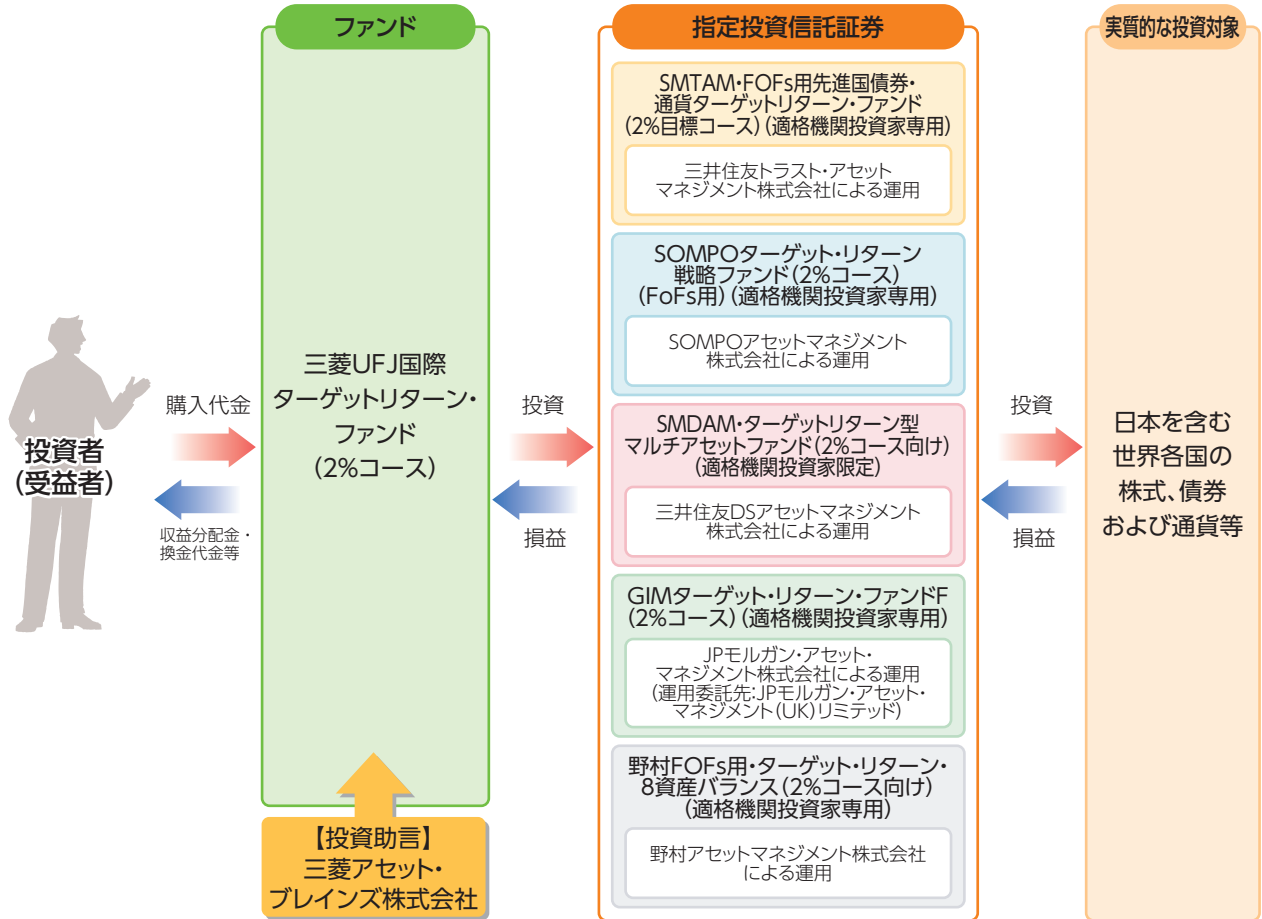 ファンド
指定投資信託証券
実質的な投資対象
投資者
(受益者)
購入代金
収益分配金・
換金代金等
三菱UFJ国際
ターゲットリターン・
ファンド
(2%コース)
【投資助言】
三菱アセット・
ブレインズ株式会社
投資
損益
SMTAM・FOFs用先進国債券・
通貨ターゲットリターン・ファンド
(2%目標コース)(適格機関投資家専用)
三井住友トラスト・アセット
マネジメント株式会社による運用
SOMPOターゲット・リターン
戦略ファンド(2%コース)
(FoFs用)(適格機関投資家専用)
SOMPOアセットマネジメント
株式会社による運用
SMDAM・ターゲットリターン型
マルチアセットファンド(2%コース向け)
(適格機関投資家限定)
三井住友DSアセットマネジメント
株式会社による運用
GIMターゲット・リターン・ファンドF
(2%コース)(適格機関投資家専用)
JPモルガン・アセット・
マネジメント株式会社による運用
(運用委託先:JPモルガン・アセット・
マネジメント(UK)リミテッド)
野村FOFs用・ターゲット・リターン・
8資産バランス(2%コース向け)
(適格機関投資家専用)
野村アセットマネジメント株式会社
による運用
投資
損益
日本を含む
世界各国の
株式、債券
および通貨等